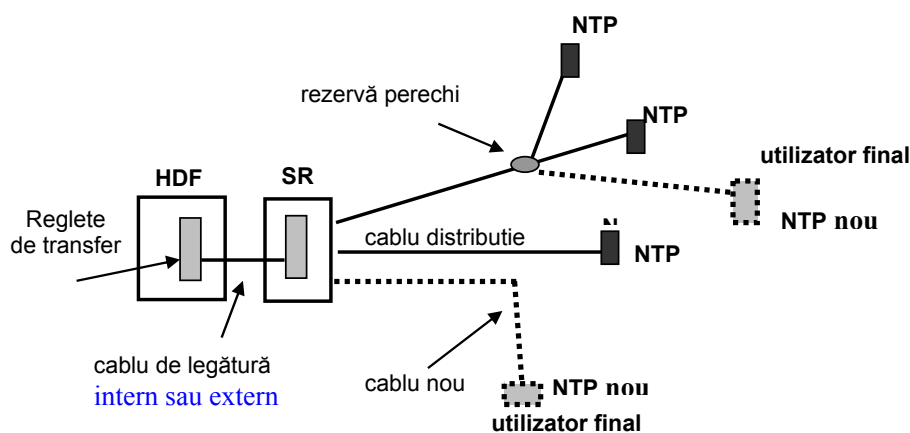 NTP
rezervă perechi
NTP
utilizator final
HDF
SR
NTP nou
Reglete
de transfer
cablu distributie
N
NTP
cablu de legătură
intern sau extern
cablu nou
NTP nou
utilizator final